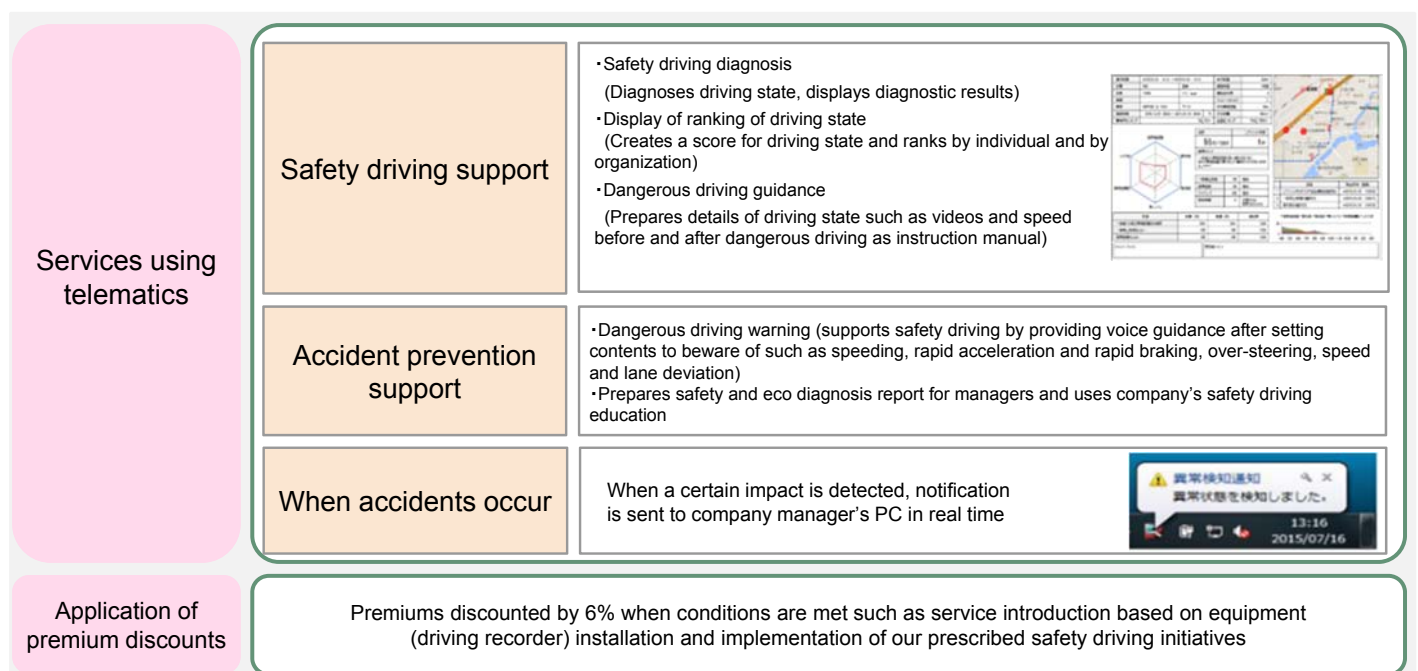 Services using
telematics
Safety driving support
・Safety driving diagnosis
(Diagnoses driving state, displays diagnostic results)
・Display of ranking of driving state
(Creates a score for driving state and ranks by individual and by
organization)
・Dangerous driving guidance
(Prepares details of driving state such as videos and speed
before and after dangerous driving as instruction manual)
Accident prevention
support
・Dangerous driving warning (supports safety driving by providing voice guidance after setting
contents to beware of such as speeding, rapid acceleration and rapid braking, over-steering, speed
and lane deviation)
・Prepares safety and eco diagnosis report for managers and uses company's safety driving
education
When accidents occur
When a certain impact is detected, notification
is sent to company manager's PC in real time
異常検知通知
異常状態を検知しました。
13:16
2015/07/16
Application of
premium discounts
Premiums discounted by 6% when conditions are met such as service introduction based on equipment
(driving recorder) installation and implementation of our prescribed safety driving initiatives